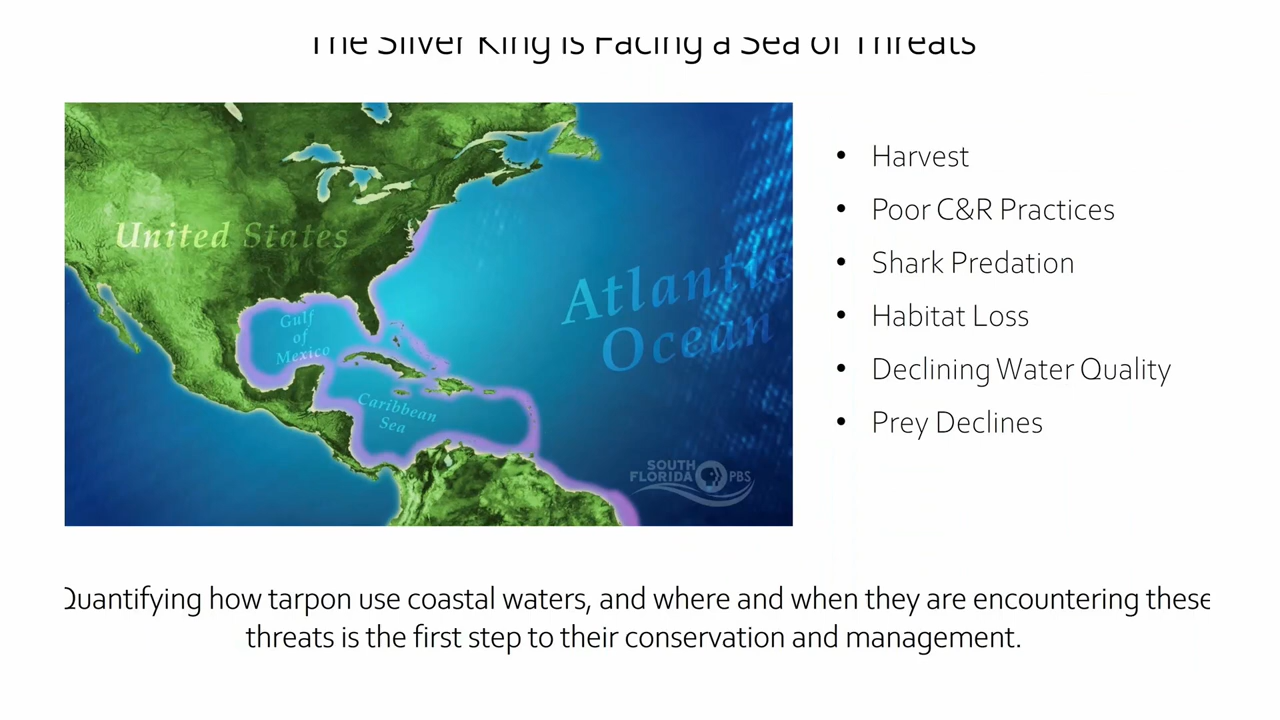 The Silver King is Facing a Sea of Threats
United States
Gulf
of
Mexico
Caribbean
Sea
Atlantic
Ocean
SOUTH
FLORIDA PBS
• Harvest
• Poor C&R Practices
• Shark Predation
• Habitat Loss
• Declining Water Quality
• Prey Declines
Quantifying how tarpon use coastal waters, and where and when they are encountering these
threats is the first step to their conservation and management.